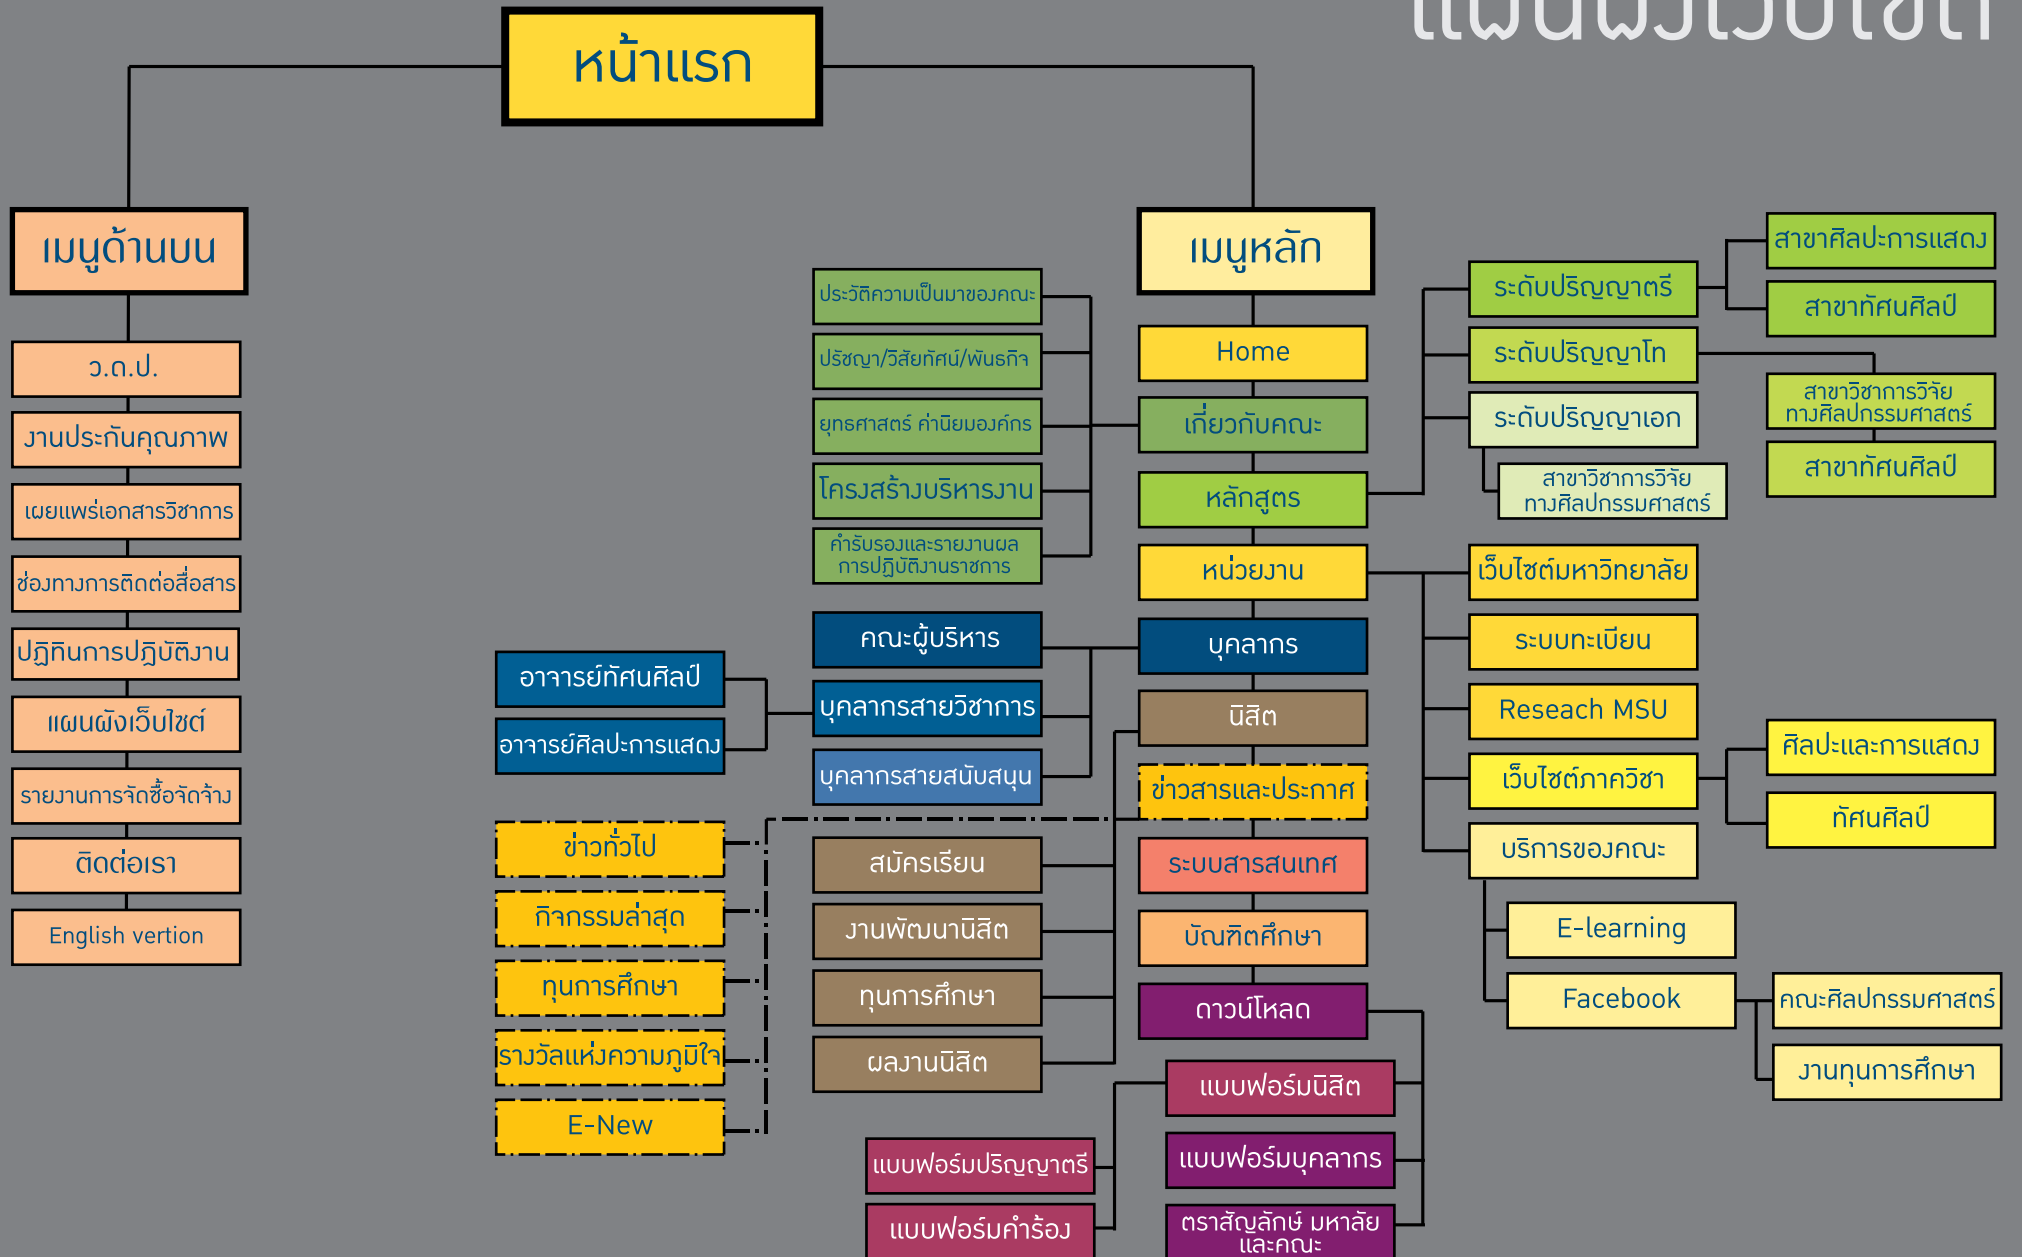 แผนผังเว็บไซต์
หน้าแรก
เมนูด้านบน
ว.ด.ป.
งานประกันคุณภาพ
เผยแพร่เอกสารวิชาการ
ช่องทางการติดต่อสื่อสาร
ปฏิทินการปฎิบัติงาน
แผนผังเว็บไซต์
รายงานการจัดซื้อจัดจ้าง
ติดต่อเรา
English vertion
เมนูหลัก
Home
เกี่ยวกับคณะ
ประวัติความเป็นมาของคณะ
ปรัชญา/วิสัยทัศน์/พันธกิจ
ยุทธศาสตร์ ค่านิยมองค์กร
โครงสร้างบริหารงาน
คำรับรองและรายงานผล
การปฏิบัติงานราชการ
หลักสูตร
ระดับปริญญาตรี
สาขาศิลปะการแสดง
สาขาทัศนศิลป์
ระดับปริญญาโท
สาขาวิชาการวิจัย
ทางศิลปกรรมศาสตร์
สาขาทัศนศิลป์
ระดับปริญญาเอก
สาขาวิชาการวิจัย
ทางศิลปกรรมศาสตร์
หน่วยงาน
เว็บไซต์มหาวิทยาลัย
ระบบทะเบียน
Reseach MSU
เว็บไซต์ภาควิชา
ศิลปะและการแสดง
ทัศนศิลป์
บริการของคณะ
E-learning
Facebook
คณะศิลปกรรมศาสตร์
งานทุนการศึกษา
บุคลากร
คณะผู้บริหาร
บุคลากรสายวิชาการ
อาจารย์ทัศนศิลป์
อาจารย์ศิลปะการแสดง
บุคลากรสายสนับสนุน
นิสิต
สมัครเรียน
งานพัฒนานิสิต
ทุนการศึกษา
ผลงานนิสิต
ข่าวสารและประกาศ
ข่าวทั่วไป
กิจกรรมล่าสุด
ทุนการศึกษา
รางวัลแห่งความภูมิใจ
E-New
ระบบสารสนเทศ
บัณฑิตศึกษา
ดาวน์โหลด
แบบฟอร์มนิสิต
แบบฟอร์มปริญญาตรี
แบบฟอร์มคำร้อง
แบบฟอร์มบุคลากร
ตราสัญลักษ์ มหาลัย
และคณะ